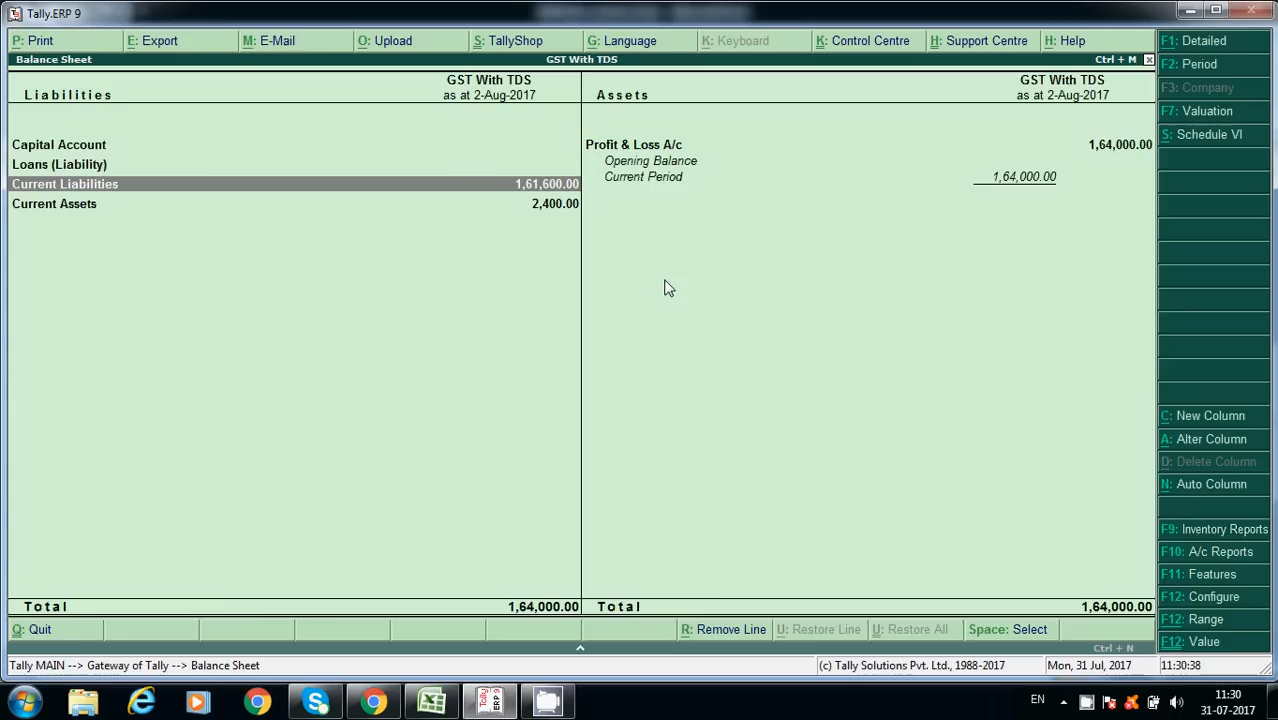 Tally.ERP 9
P: Print E: Export M: E-Mail O: Upload S: TallyShop G: Language K: Keyboard K: Control Centre H: Support Centre H: Help
Balance Sheet GST With TDS Ctrl + M
Liabilities GST With TDS as at 2-Aug-2017
Assets GST With TDS as at 2-Aug-2017
Capital Account
Loans (Liability)
Current Liabilities 1,61,600.00
Current Assets 2,400.00
Profit & Loss A/c 1,64,000.00
Opening Balance
Current Period 1,64,000.00
Total 1,64,000.00
Total 1,64,000.00
F1: Detailed
F2: Period
F3: Company
F7: Valuation
S: Schedule VI
C: New Column
A: Alter Column
D: Delete Column
N: Auto Column
F9: Inventory Reports
F10: A/c Reports
F11: Features
F12: Configure
F12: Range
F12: Value
Q: Quit R: Remove Line U: Restore Line U: Restore All Space: Select
Ctrl + N
Tally MAIN --> Gateway of Tally --> Balance Sheet (c) Tally Solutions Pvt. Ltd., 1988-2017 Mon, 31 Jul, 2017 11:30:38
EN 11:30
31-07-2017